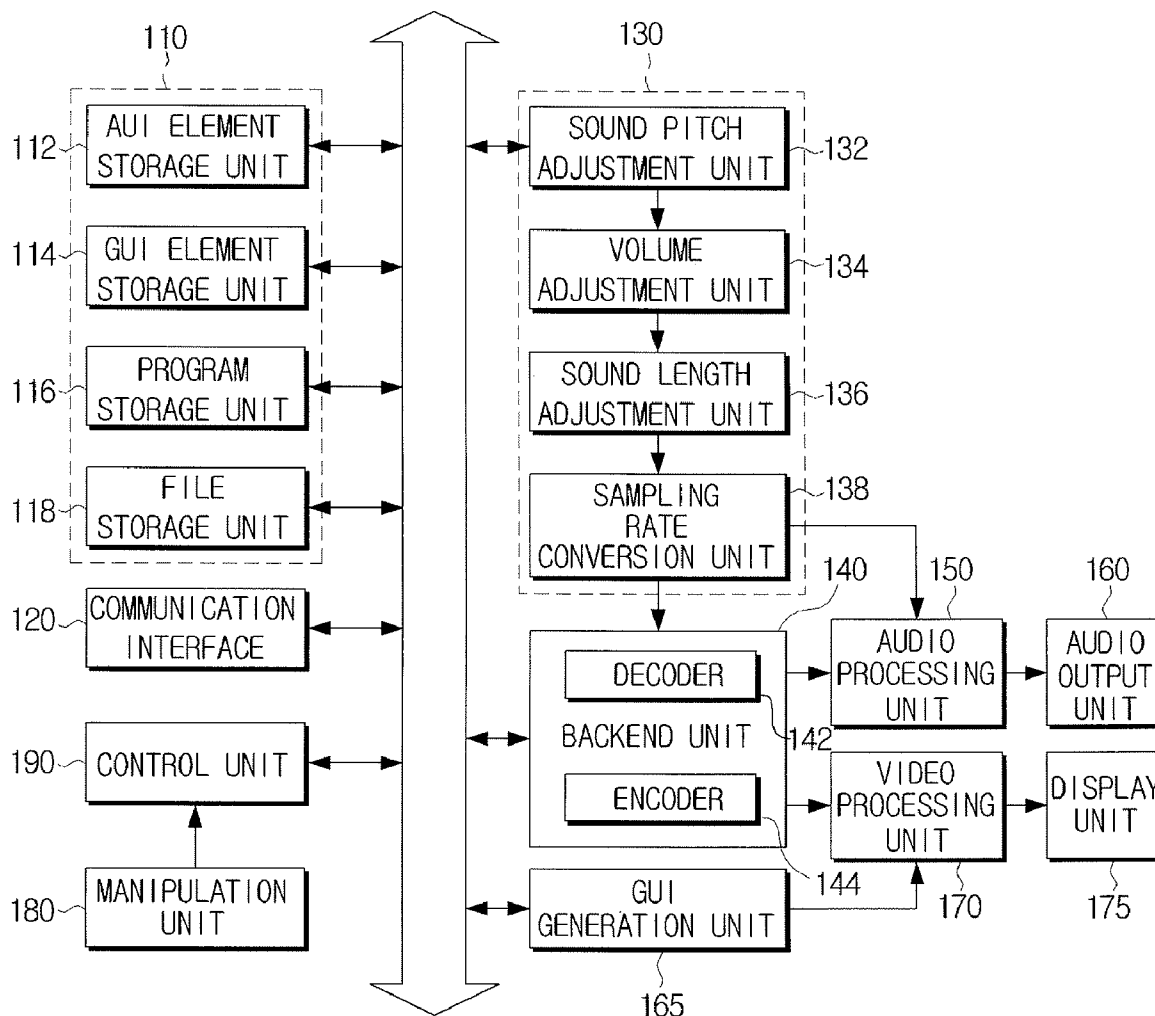 110
130
AUI ELEMENT
STORAGE UNIT
112
SOUND PITCH
ADJUSTMENT UNIT
132
GUI ELEMENT
STORAGE UNIT
114
VOLUME
ADJUSTMENT UNIT
134
PROGRAM
STORAGE UNIT
116
SOUND LENGTH
ADJUSTMENT UNIT
136
FILE
STORAGE UNIT
118
SAMPLING
RATE
CONVERSION UNIT
138
COMMUNICATION
INTERFACE
120
140
150
160
DECODER
142
BACKEND UNIT
ENCODER
144
AUDIO
PROCESSING
UNIT
AUDIO
OUTPUT
UNIT
CONTROL UNIT
190
VIDEO
PROCESSING
UNIT
170
DISPLAY
UNIT
175
MANIPULATION
UNIT
180
GUI
GENERATION UNIT
165